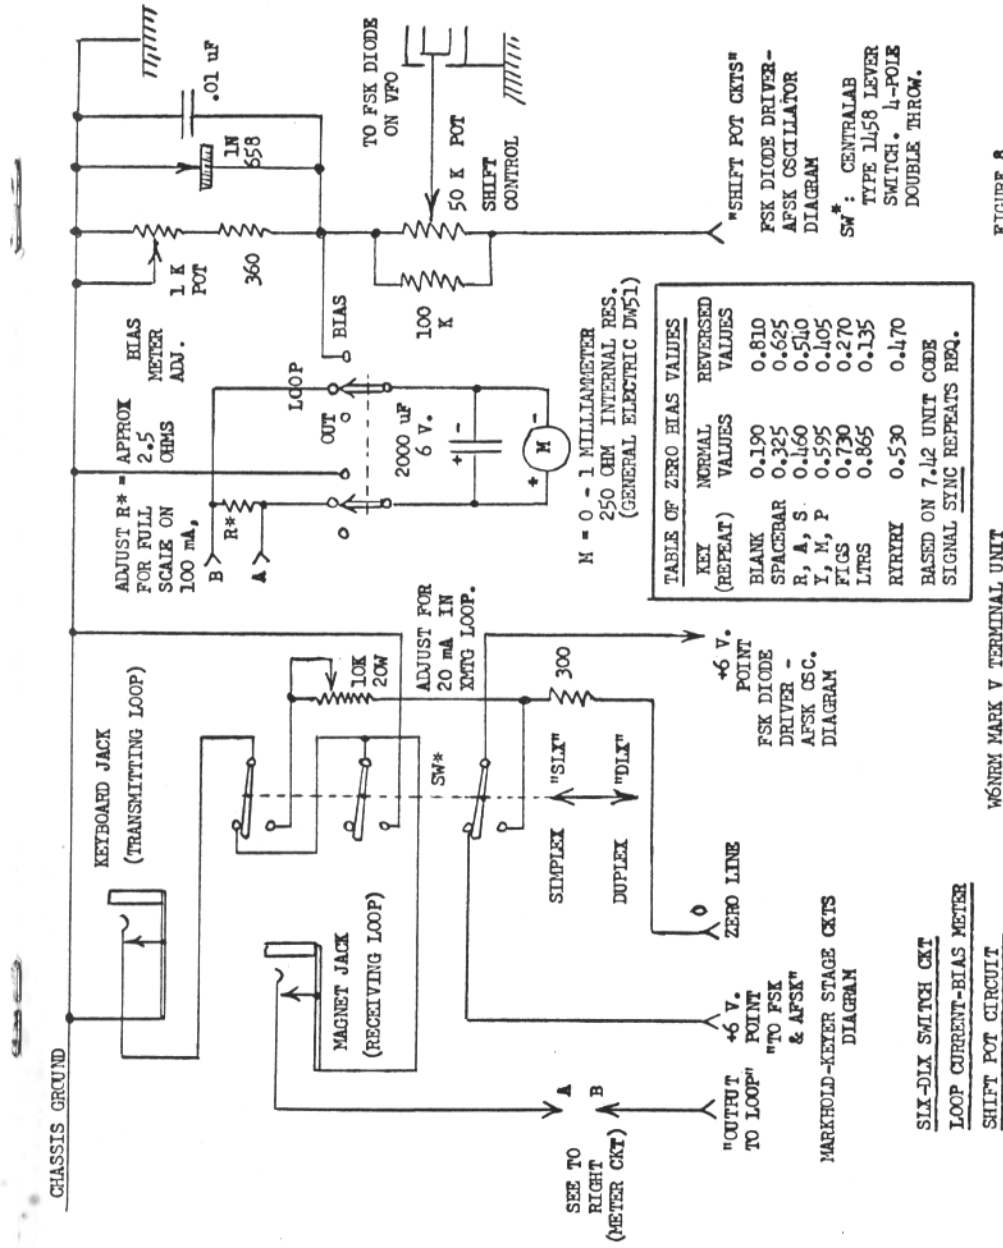 CHASSIS GROUND
KEYBOARD JACK
(TRANSMITTING LOOP)
MAGNET JACK
(RECEIVING LOOP)
SEE TO
RIGHT
(METER CKT)
A
B
"OUTPUT
TO LOOP"
+6 V.
POINT
"TO FSK
& AFSK"
MARKHOLD-KEYER STAGE CKTS
DIAGRAM
O
ZERO LINE
SIMPLEX
"SLX"
DUPLEX
"DLX"
SW*
10K
20W
ADJUST FOR
20 mA IN
XMTG LOOP.
300
+6 V.
POINT
FSK DIODE
DRIVER -
AFSK OSC.
DIAGRAM
ADJUST R* = APPROX
FOR FULL 2.5
SCALE ON OHMS
100 mA,
B
R*
A
OUT
LOOP
BIAS
2000 uF
6 V.
+ -
+ M -
M = 0 - 1 MILLIAMMETER
250 OHM INTERNAL RES.
(GENERAL ELECTRIC DW51)
BIAS
METER
ADJ.
1 K
POT
360
1N
658
.01 uF
100
K
50 K POT
SHIFT
CONTROL
TO FSK DIODE
ON VFO
"SHIFT POT CKTS"
FSK DIODE DRIVER-
AFSK OSCILLATOR
DIAGRAM
SW*: CENTRALAB
TYPE 1458 LEVER
SWITCH. 4-POLE
DOUBLE THROW.
TABLE OF ZERO BIAS VALUES
KEY NORMAL REVERSED
(REPEAT) VALUES VALUES
BLANK 0.190 0.810
SPACEBAR 0.325 0.625
R, A, S 0.460 0.540
Y, M, P 0.595 0.405
FIGS 0.730 0.270
LTRS 0.865 0.135
RYRYRY 0.530 0.470
BASED ON 7.42 UNIT CODE
SIGNAL SYNC REPEATS REQ.
SLX-DLX SWITCH CKT
LOOP CURRENT-BIAS METER
SHIFT POT CIRCUIT
W6NRM MARK V TERMINAL UNIT
FIGURE 8